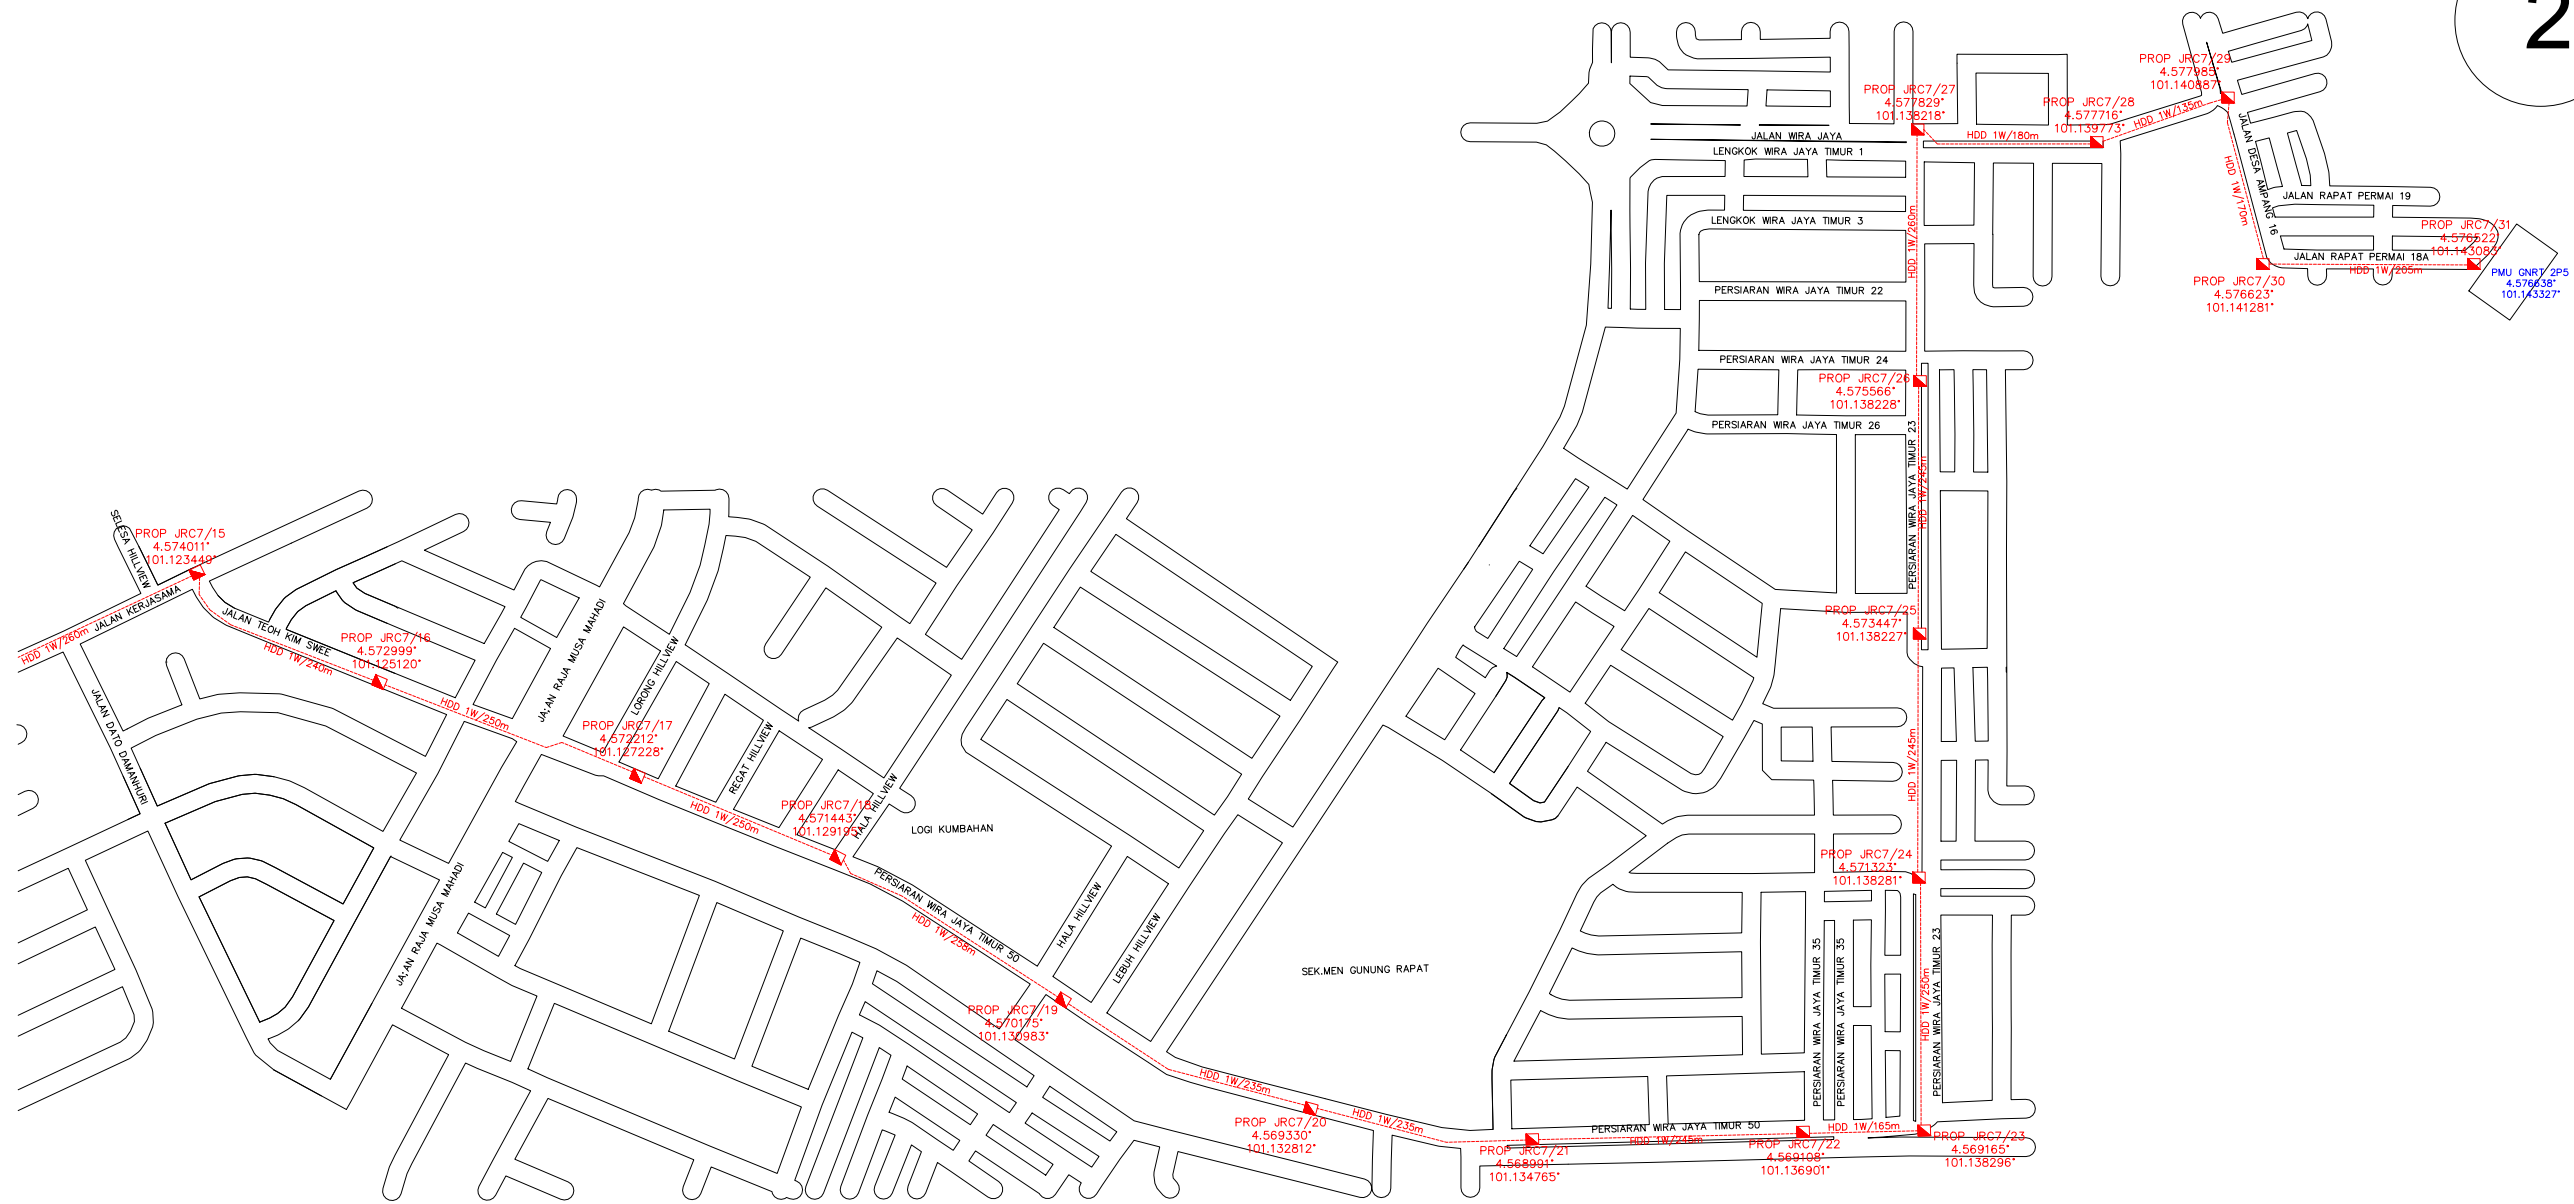 2
PROP JRC7/29
4.577985°
101.140887°
PROP JRC7/27
4.577829°
101.138218°
PROP JRC7/28
4.577716°
101.139773°
HDD 1W/135m
HDD 1W/180m
JALAN WIRA JAYA
LENGKOK WIRA JAYA TIMUR 1
JALAN DESA AMPANG 16
HDD 1W/170m
JALAN RAPAT PERMAI 19
LENGKOK WIRA JAYA TIMUR 3
HDD 1W/260m
PROP JRC7/31
4.576522°
101.143083°
JALAN RAPAT PERMAI 18A
HDD 1W/205m
PMU GNRT 2P5
4.576638°
101.143327°
PROP JRC7/30
4.576623°
101.141281°
PERSIARAN WIRA JAYA TIMUR 22
PERSIARAN WIRA JAYA TIMUR 24
PROP JRC7/26
4.575566°
101.138228°
PERSIARAN WIRA JAYA TIMUR 26
PERSIARAN WIRA JAYA TIMUR 23
HDD 1W/245m
SELESA HILLVIEW
PROP JRC7/15
4.574011°
101.123449°
HDD 1W/260m
JALAN KERJASAMA
JALAN TEOH KIM SWEE
HDD 1W/240m
PROP JRC7/16
4.572999°
101.125120°
JALAN DATO DAMANHURI
HDD 1W/250m
JA;AN RAJA MUSA MAHADI
LORONG HILLVIEW
PROP JRC7/17
4.572212°
101.127228°
REGAT HILLVIEW
HDD 1W/250m
PROP JRC7/18
4.571443°
101.129195°
HALA HILLVIEW
LOGI KUMBAHAN
PROP JRC7/25
4.573447°
101.138227°
HDD 1W/245m
PROP JRC7/24
4.571323°
101.138281°
JA;AN RAJA MUSA MAHADI
PERSIARAN WIRA JAYA TIMUR 50
HDD 1W/258m
HALA HILLVIEW
LEBUH HILLVIEW
SEK.MEN GUNUNG RAPAT
PROP JRC7/19
4.570175°
101.130983°
HDD 1W/235m
PROP JRC7/20
4.569330°
101.132812°
HDD 1W/235m
PERSIARAN WIRA JAYA TIMUR 35
PERSIARAN WIRA JAYA TIMUR 35
HDD 1W/250m
PERSIARAN WIRA JAYA TIMUR 23
PERSIARAN WIRA JAYA TIMUR 50
HDD 1W/245m
HDD 1W/165m
PROP JRC7/21
4.568991°
101.134765°
PROP JRC7/22
4.569108°
101.136901°
PROP JRC7/23
4.569165°
101.138296°